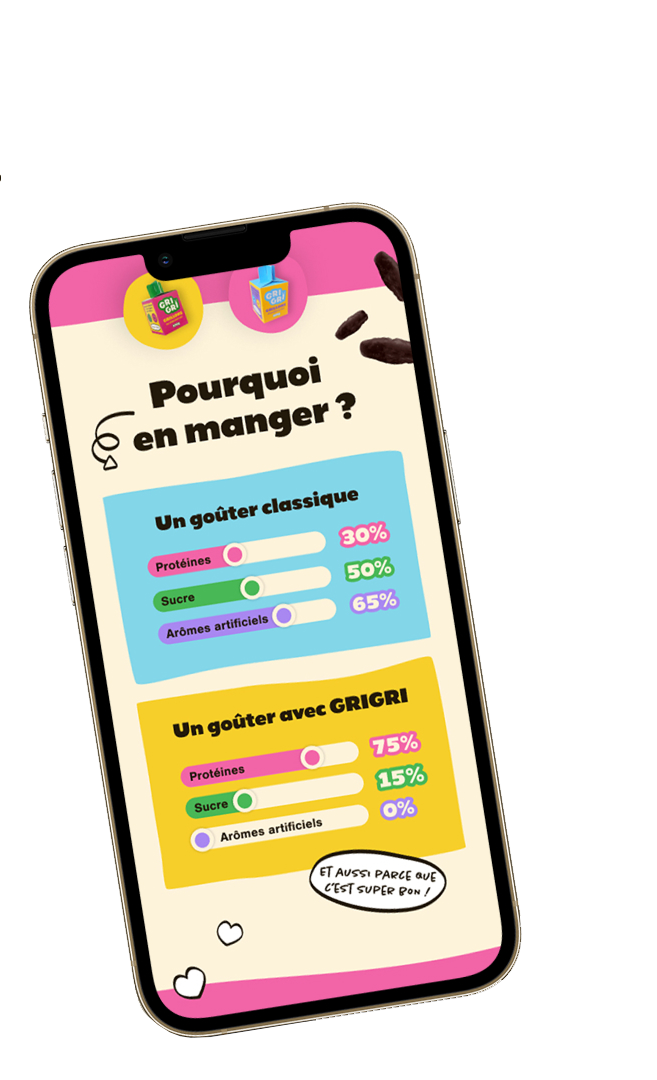 GRI
GRI
GRI
GRI
Pourquoi
en manger ?
Un goûter classique
Protéines
30%
Sucre
50%
Arômes artificiels
65%
Un goûter avec GRIGRI
Protéines
75%
Sucre
15%
Arômes artificiels
0%
ET AUSSI PARCE QUE
C'EST SUPER BON !